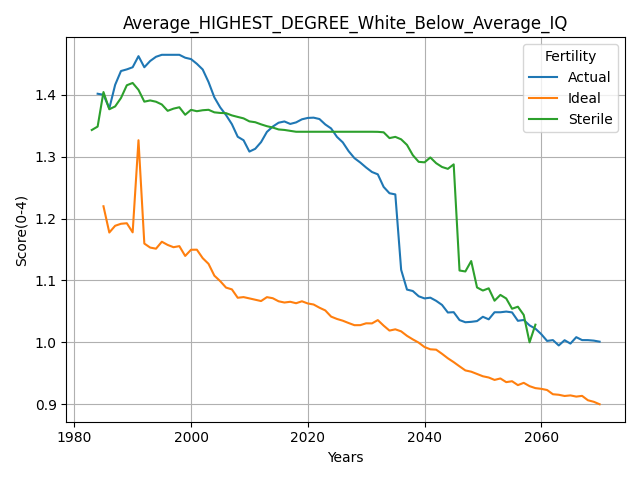 Average_HIGHEST_DEGREE_White_Below_Average_IQ
Fertility
Actual
Ideal
Sterile
Score(0-4)
1.4
1.3
1.2
1.1
1.0
0.9
1980
2000
2020
2040
2060
Years